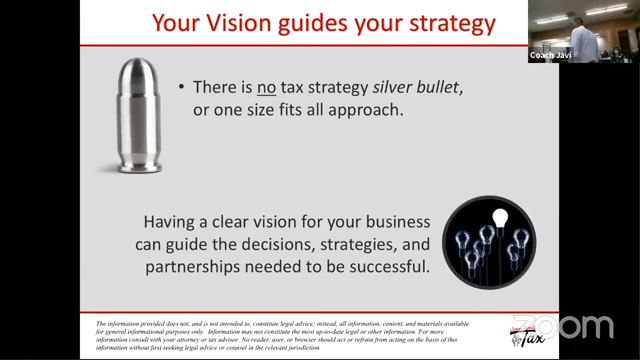 Your Vision guides your strategy
Coach Javi
• There is no tax strategy silver bullet,
or one size fits all approach.
Having a clear vision for your business
can guide the decisions, strategies, and
partnerships needed to be successful.
The information provided does not, and is not intended to, constitute legal advice; instead, all information, content, and materials available
for general informational purposes only. Information may not constitute the most up-to-date legal or other information. For more
information consult with your attorney or tax advisor. No reader, user, or browser should act or refrain from acting on the basis of this
information without first seeking legal advice or counsel in the relevant jurisdiction.
Tax
zoom